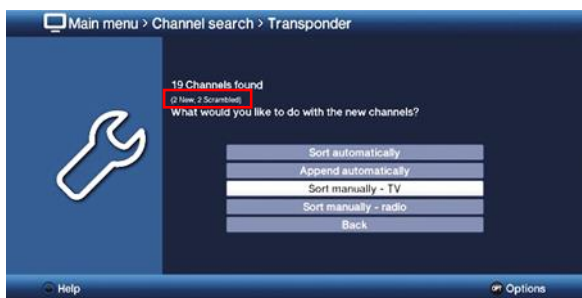 Main menu > Channel search > Transponder
19 Channels found
(2 New, 2 Scrambled)
What would you like to do with the new channels?
Sort automatically
Append automatically
Sort manually - TV
Sort manually - radio
Back
Help
OPT Options